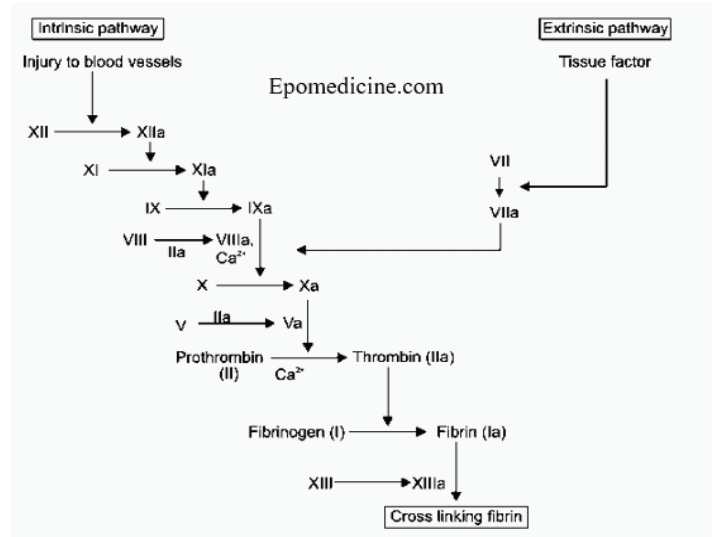 Intrinsic pathway
Extrinsic pathway
Injury to blood vessels
Tissue factor
Epomedicine.com
XII
XIIa
XI
XIa
VII
IX
IXa
VIIa
VIII
IIa
VIIIa,
Ca²⁺
X
Xa
V
IIa
Va
Prothrombin
(II)
Ca²⁺
Thrombin (IIa)
Fibrinogen (I)
Fibrin (Ia)
XIII
XIIIa
Cross linking fibrin